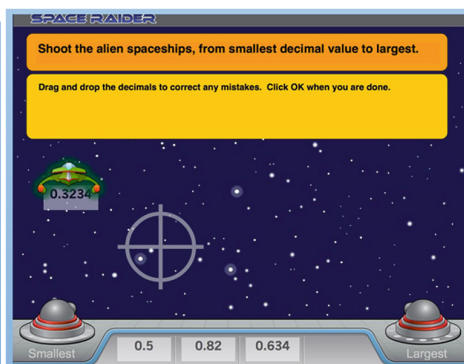 SPACE RAIDER
Shoot the alien spaceships, from smallest decimal value to largest.
Drag and drop the decimals to correct any mistakes. Click OK when you are done.
0.3234
0.5 0.82 0.634
Smallest Largest